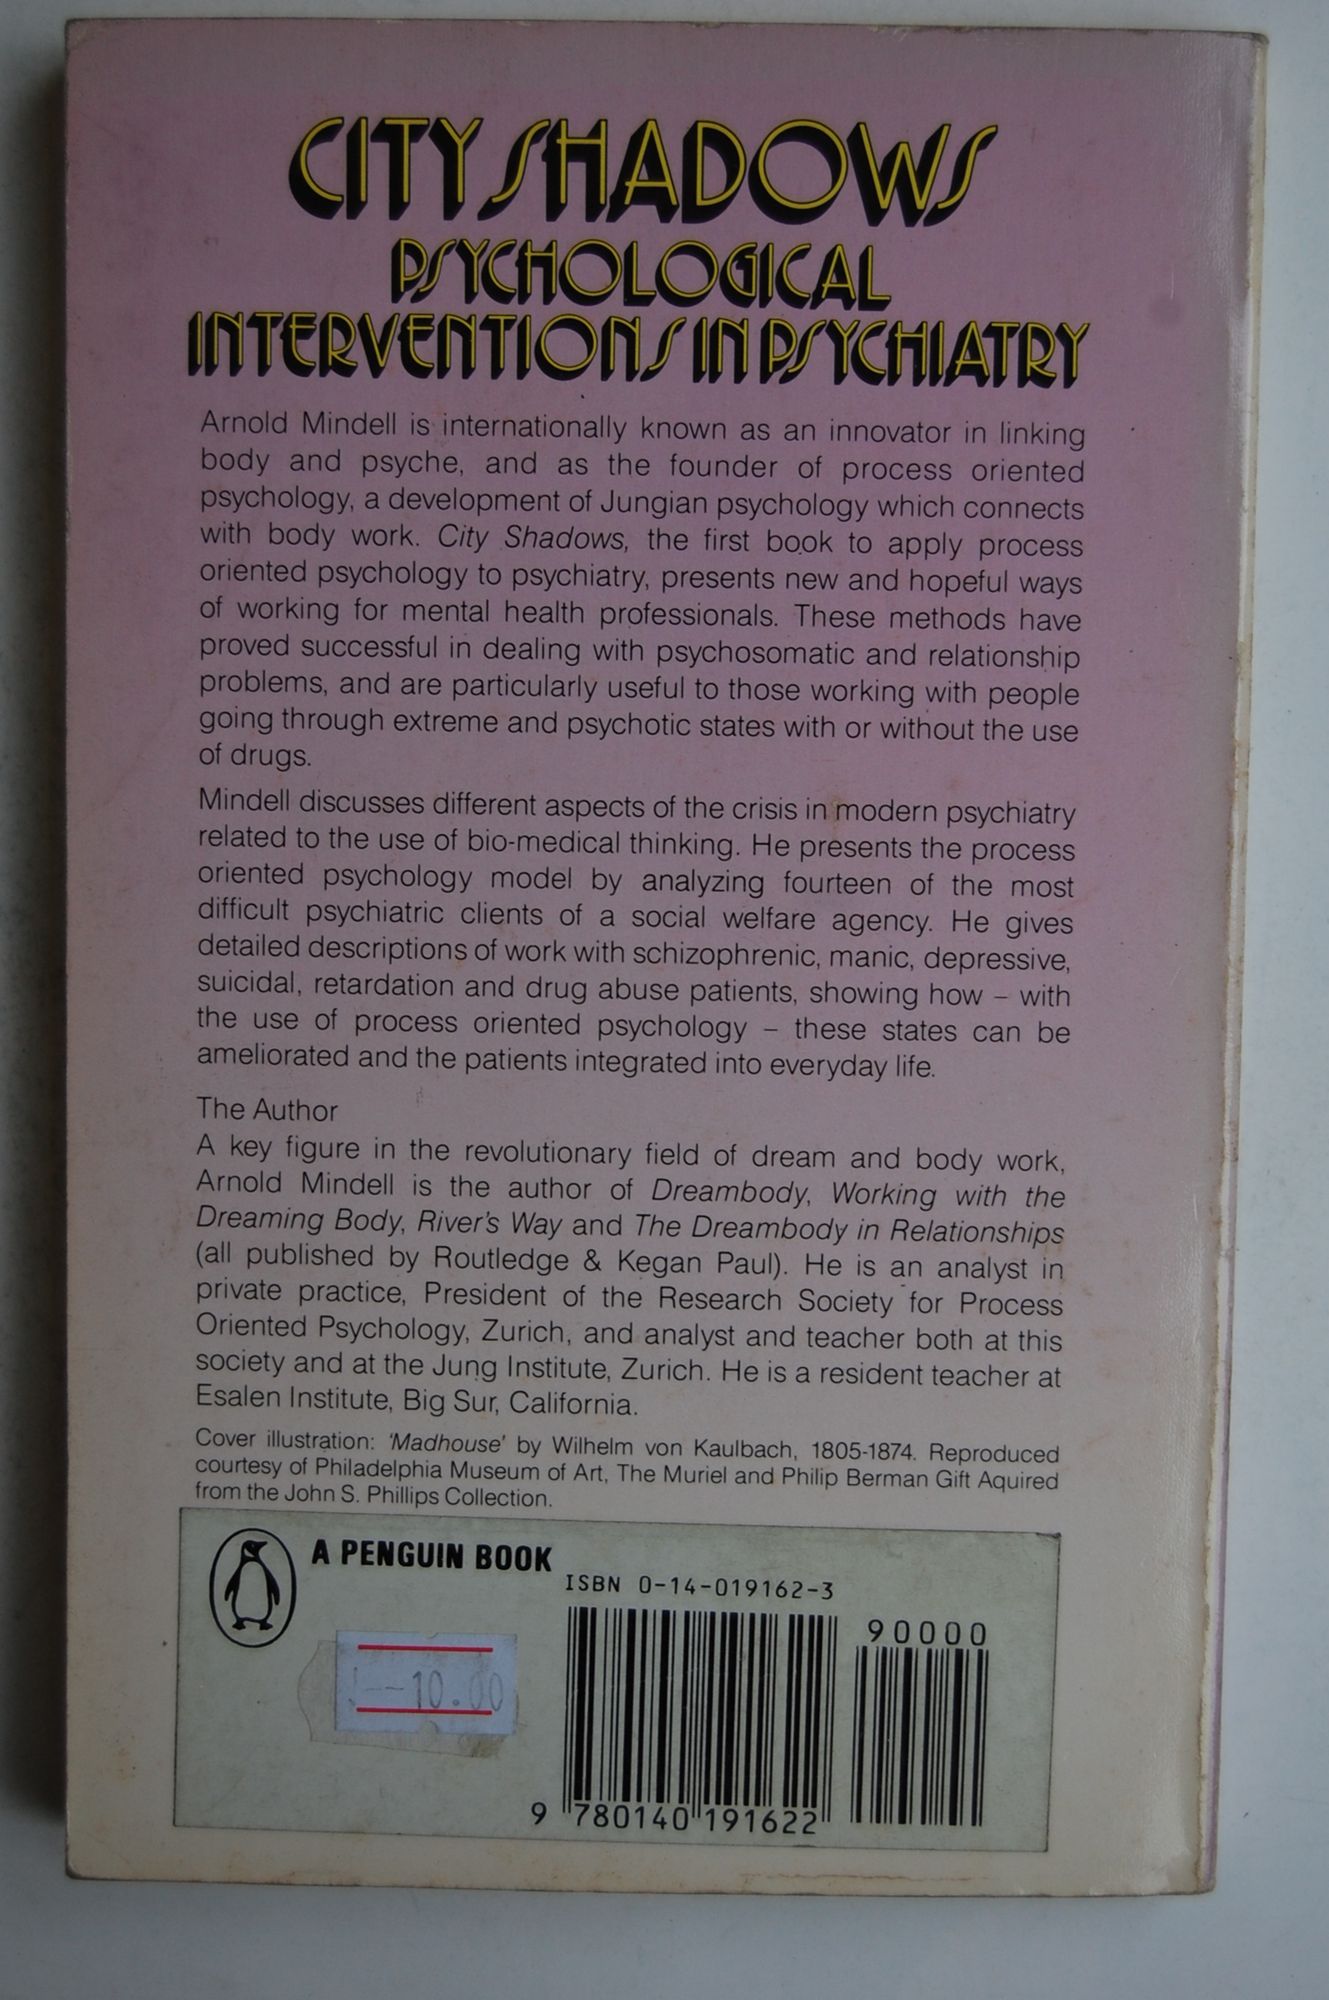 CITY SHADOWS
PSYCHOLOGICAL
INTERVENTIONS IN PSYCHIATRY
Arnold Mindell is internationally known as an innovator in linking
body and psyche, and as the founder of process oriented
psychology, a development of Jungian psychology which connects
with body work. City Shadows, the first book to apply process
oriented psychology to psychiatry, presents new and hopeful ways
of working for mental health professionals. These methods have
proved successful in dealing with psychosomatic and relationship
problems, and are particularly useful to those working with people
going through extreme and psychotic states with or without the use
of drugs.
Mindell discusses different aspects of the crisis in modern psychiatry
related to the use of bio-medical thinking. He presents the process
oriented psychology model by analyzing fourteen of the most
difficult psychiatric clients of a social welfare agency. He gives
detailed descriptions of work with schizophrenic, manic, depressive,
suicidal, retardation and drug abuse patients, showing how – with
the use of process oriented psychology – these states can be
ameliorated and the patients integrated into everyday life.
The Author
A key figure in the revolutionary field of dream and body work,
Arnold Mindell is the author of Dreambody, Working with the
Dreaming Body, River's Way and The Dreambody in Relationships
(all published by Routledge & Kegan Paul). He is an analyst in
private practice, President of the Research Society for Process
Oriented Psychology, Zurich, and analyst and teacher both at this
society and at the Jung Institute, Zurich. He is a resident teacher at
Esalen Institute, Big Sur, California.
Cover illustration: 'Madhouse' by Wilhelm von Kaulbach, 1805-1874. Reproduced
courtesy of Philadelphia Museum of Art, The Muriel and Philip Berman Gift Aquired
from the John S. Phillips Collection.
A PENGUIN BOOK
ISBN 0-14-019162-3
90000
--10.00
9 780140 191622